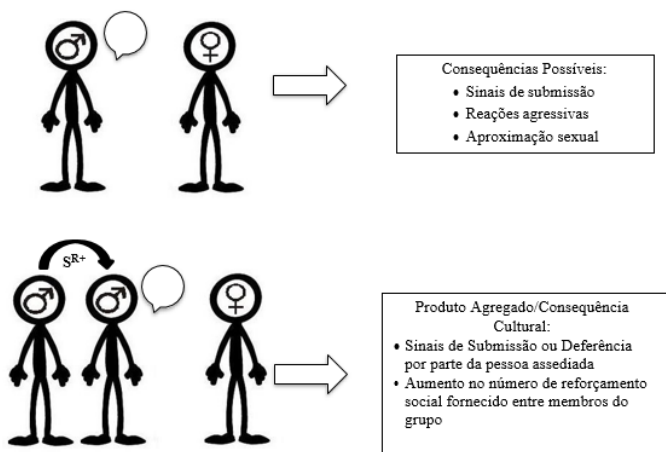 Consequências Possíveis:
• Sinais de submissão
• Reações agressivas
• Aproximação sexual
S^R+
Produto Agregado/Consequência
Cultural:
• Sinais de Submissão ou Deferência
por parte da pessoa assediada
• Aumento no número de reforçamento
social fornecido entre membros do
grupo